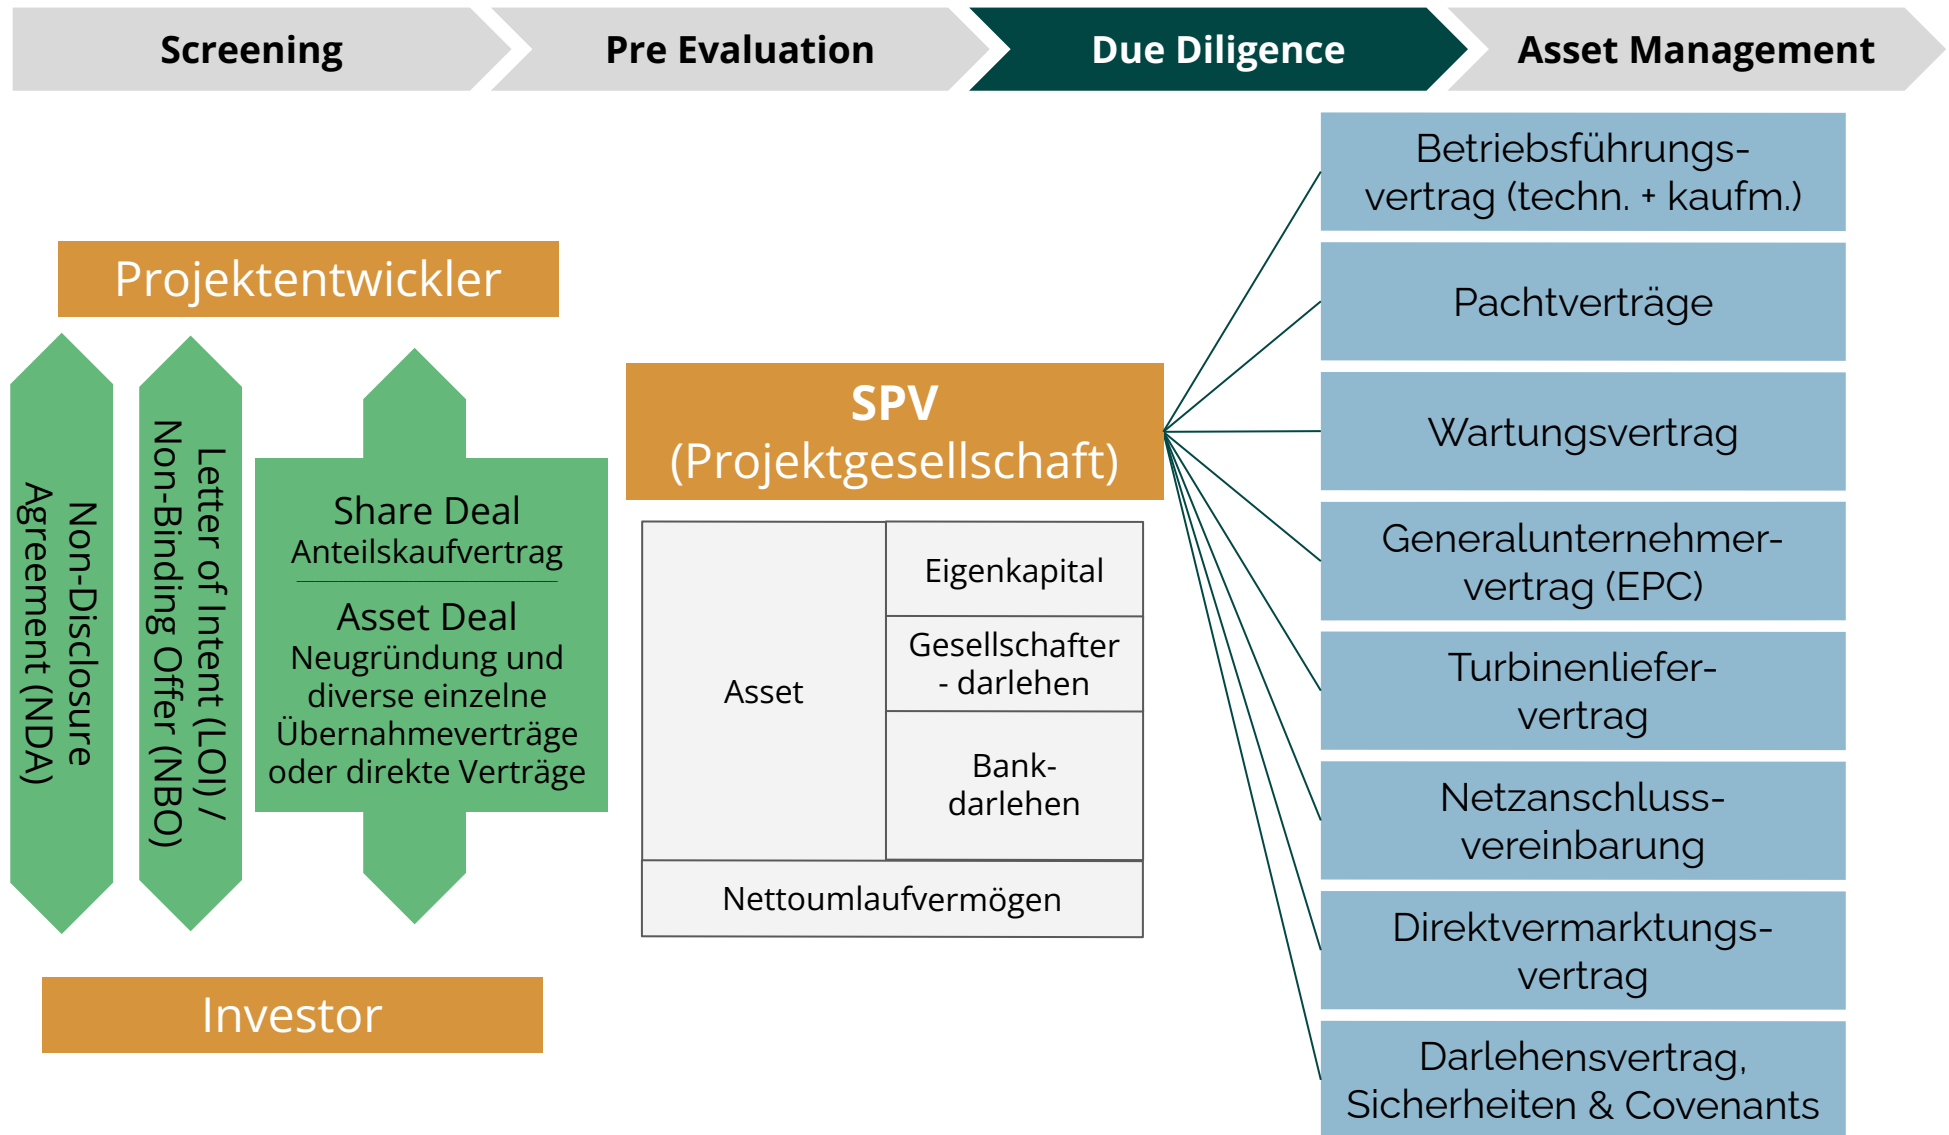 Screening
Pre Evaluation
Due Diligence
Asset Management
Projektentwickler
Non-Disclosure
Agreement (NDA)
Letter of Intent (LOI) /
Non-Binding Offer (NBO)
Share Deal
Anteilskaufvertrag
Asset Deal
Neugründung und
diverse einzelne
Übernahmeverträge
oder direkte Verträge
Investor
SPV
(Projektgesellschaft)
Asset
Eigenkapital
Gesellschafter
- darlehen
Bank-
darlehen
Nettoumlaufvermögen
Betriebsführungs-
vertrag (techn. + kaufm.)
Pachtverträge
Wartungsvertrag
Generalunternehmer-
vertrag (EPC)
Turbinenliefer-
vertrag
Netzanschluss-
vereinbarung
Direktvermarktungs-
vertrag
Darlehensvertrag,
Sicherheiten & Covenants